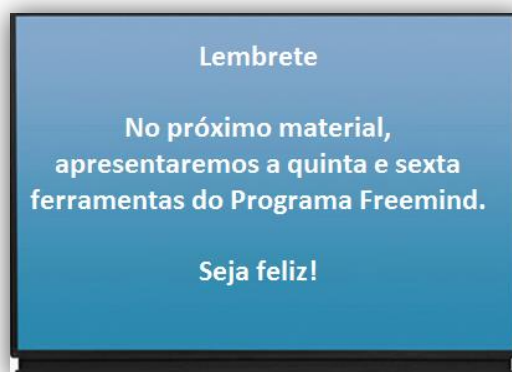 Lembrete
No próximo material,
apresentaremos a quinta e sexta
ferramentas do Programa Freemind.
Seja feliz!